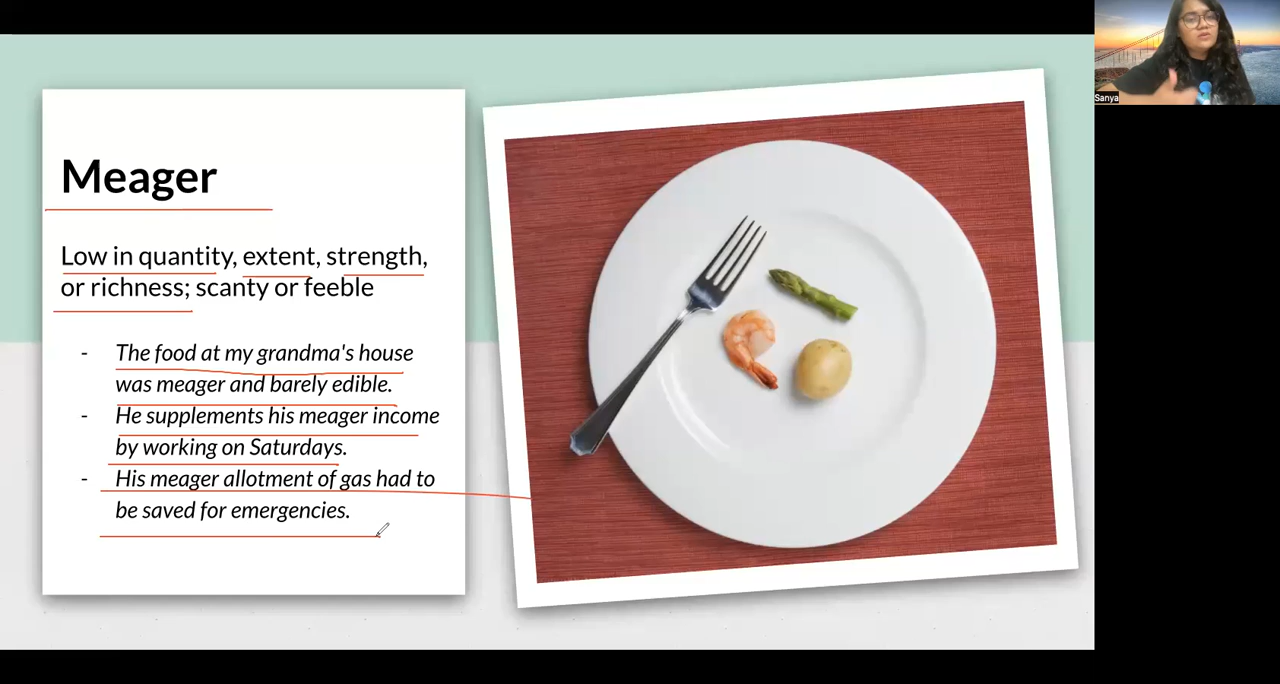 Sanya
Meager
Low in quantity, extent, strength,
or richness; scanty or feeble
- The food at my grandma's house
was meager and barely edible.
- He supplements his meager income
by working on Saturdays.
- His meager allotment of gas had to
be saved for emergencies.